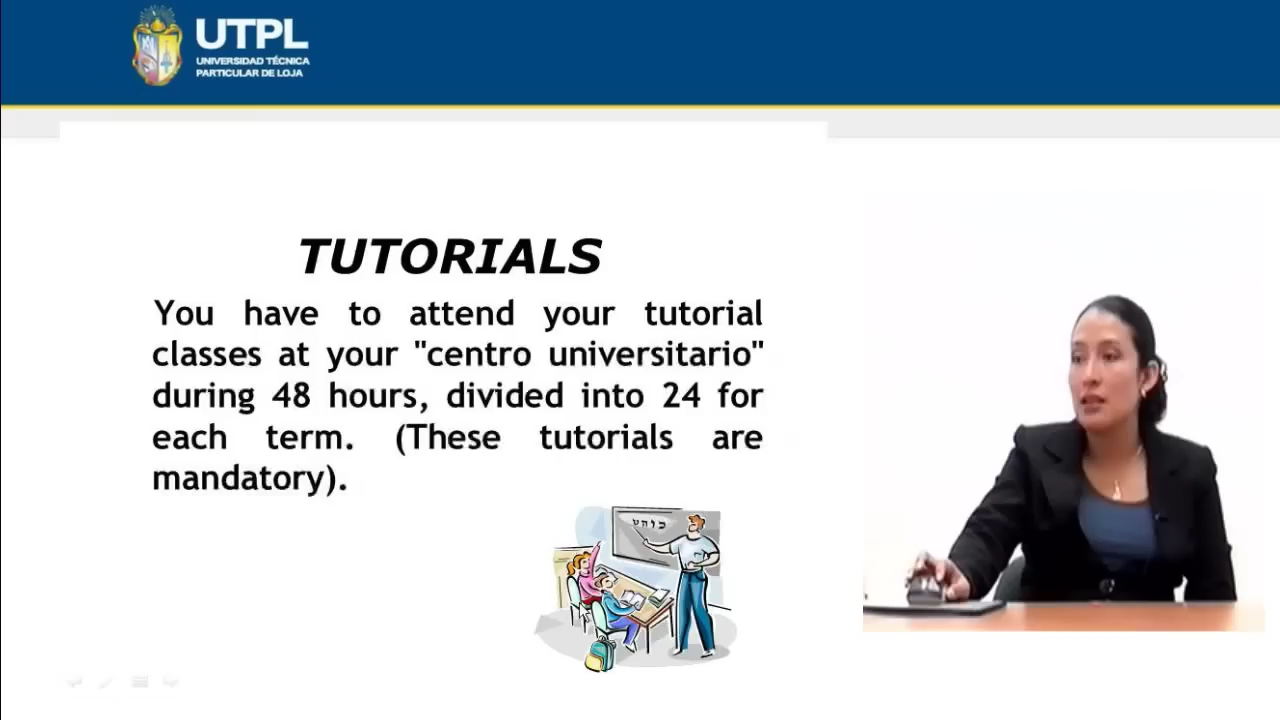 UTPL
UNIVERSIDAD TÉCNICA
PARTICULAR DE LOJA
TUTORIALS
You have to attend your tutorial
classes at your "centro universitario"
during 48 hours, divided into 24 for
each term. (These tutorials are
mandatory).